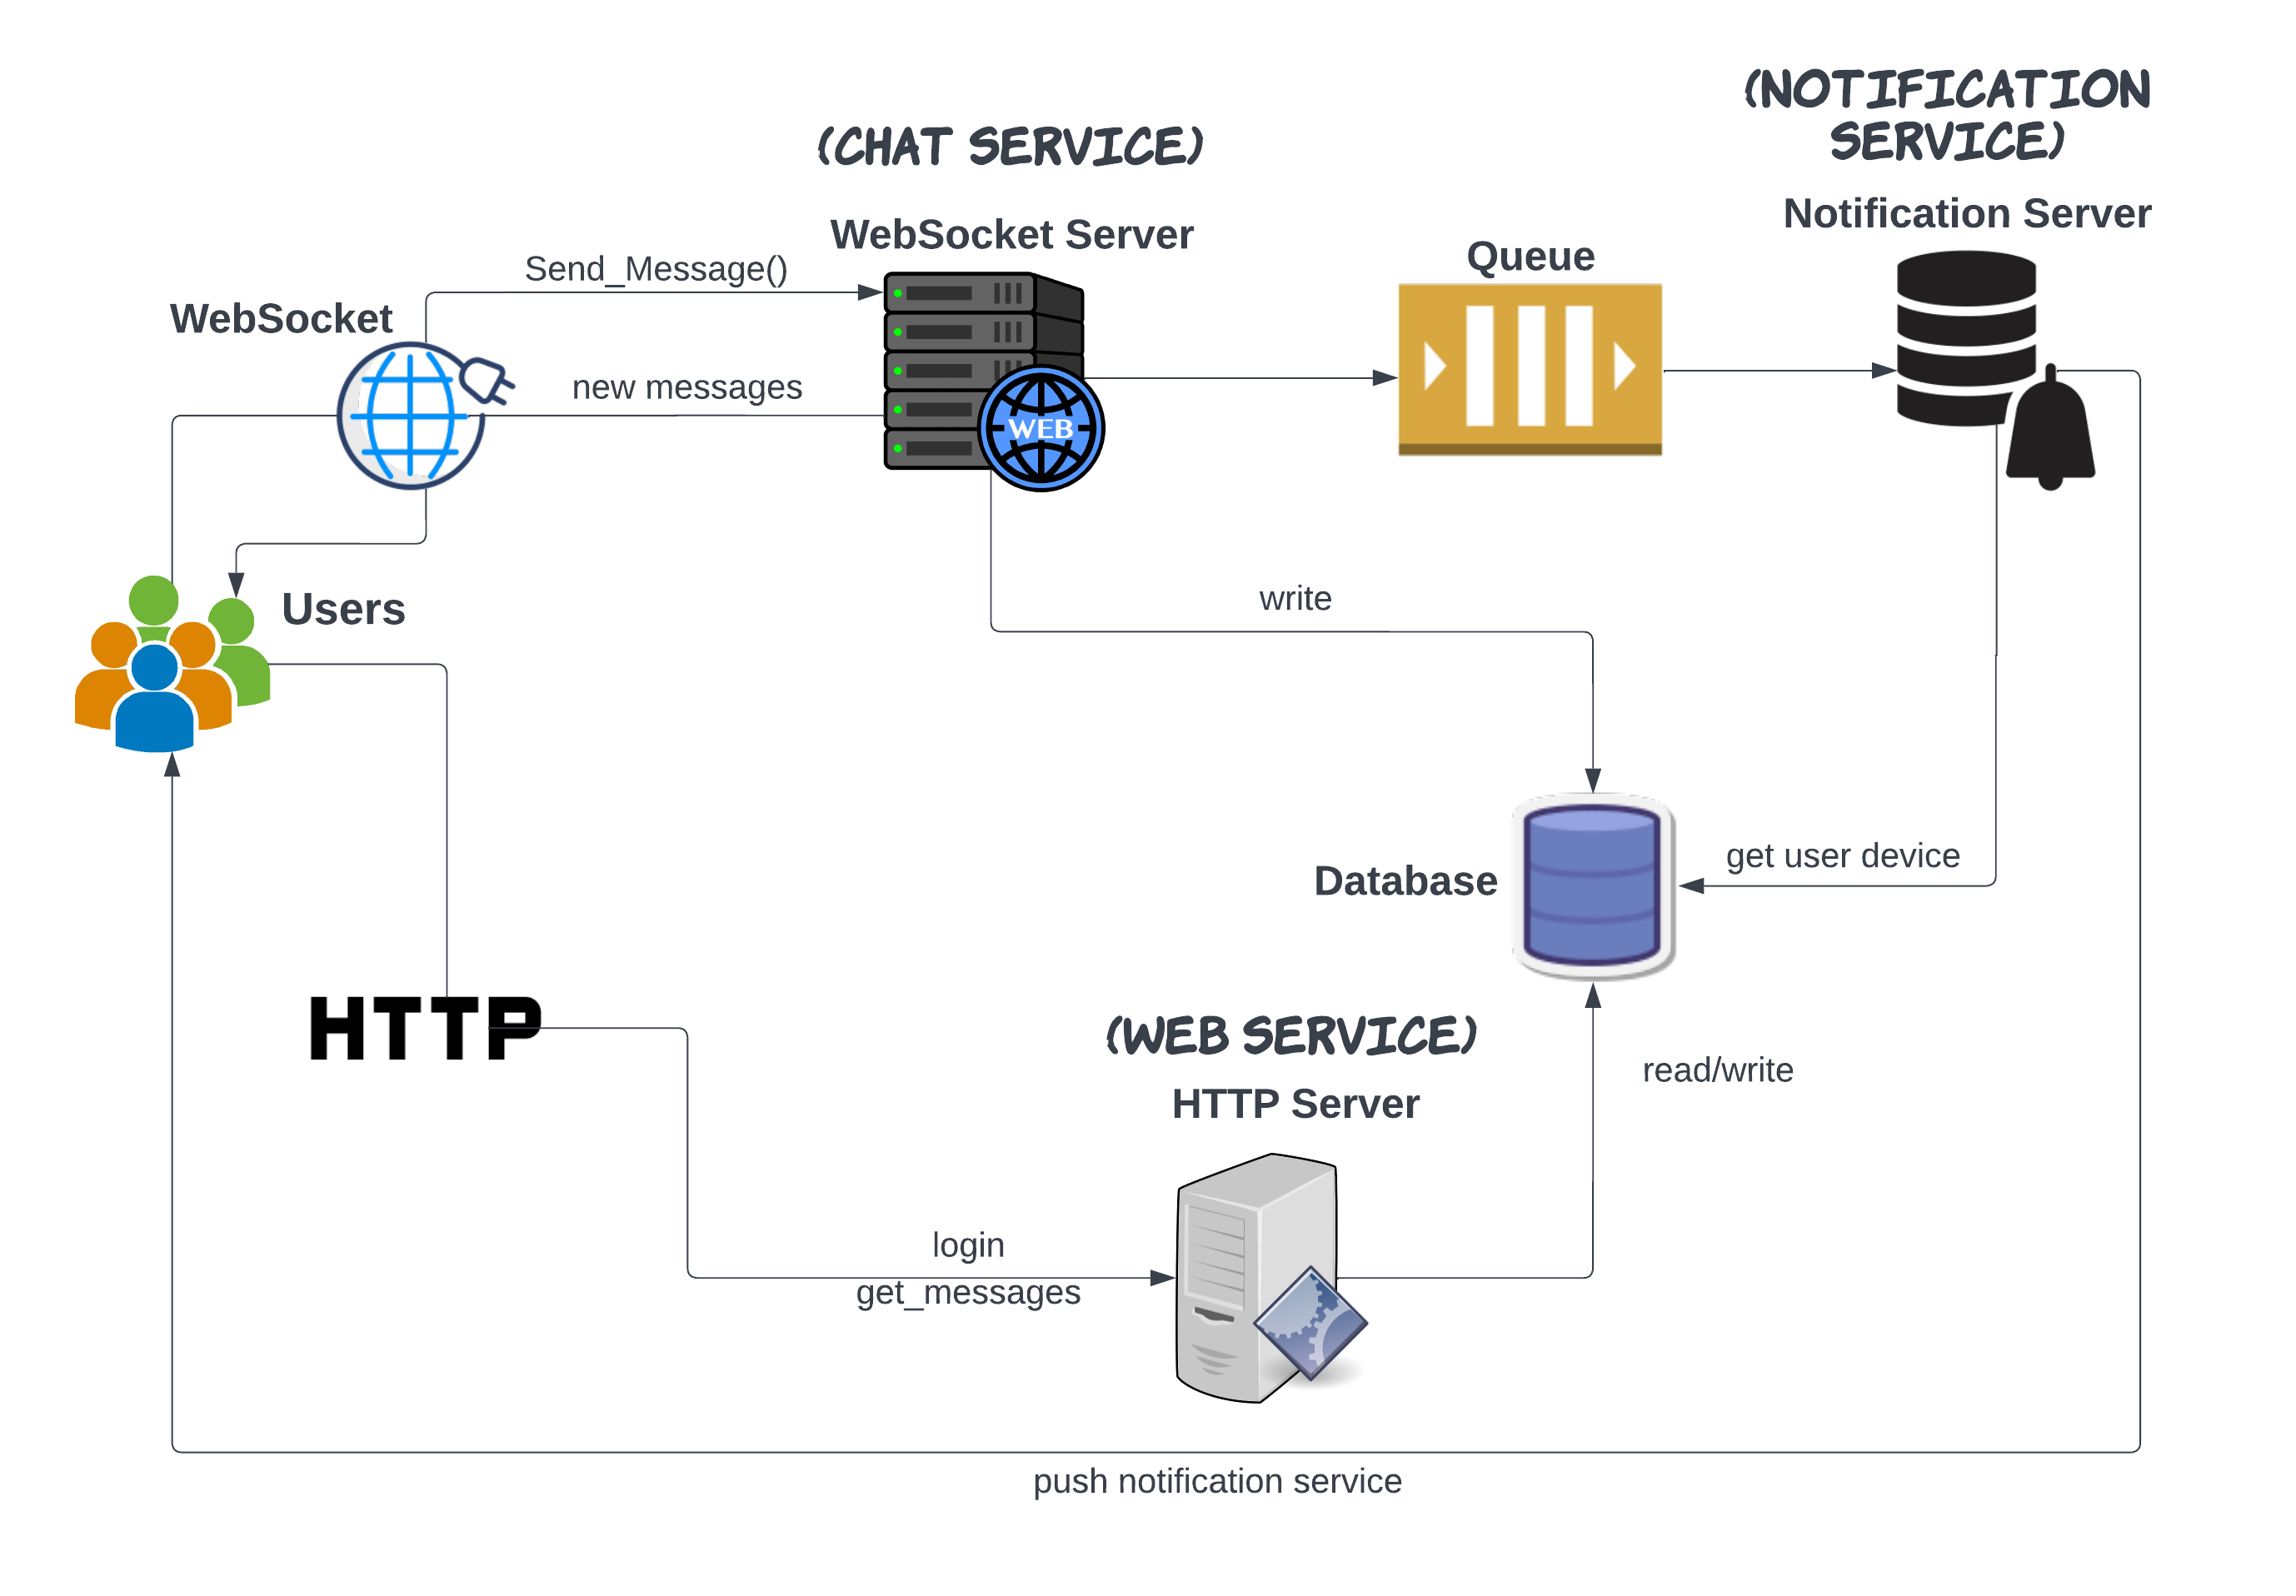 (NOTIFICATION
SERVICE)
(CHAT SERVICE)
Notification Server
WebSocket Server
Queue
Send_Message()
WebSocket
new messages
WEB
write
Users
get user device
Database
HTTP
(WEB SERVICE)
read/write
HTTP Server
login
get_messages
push notification service